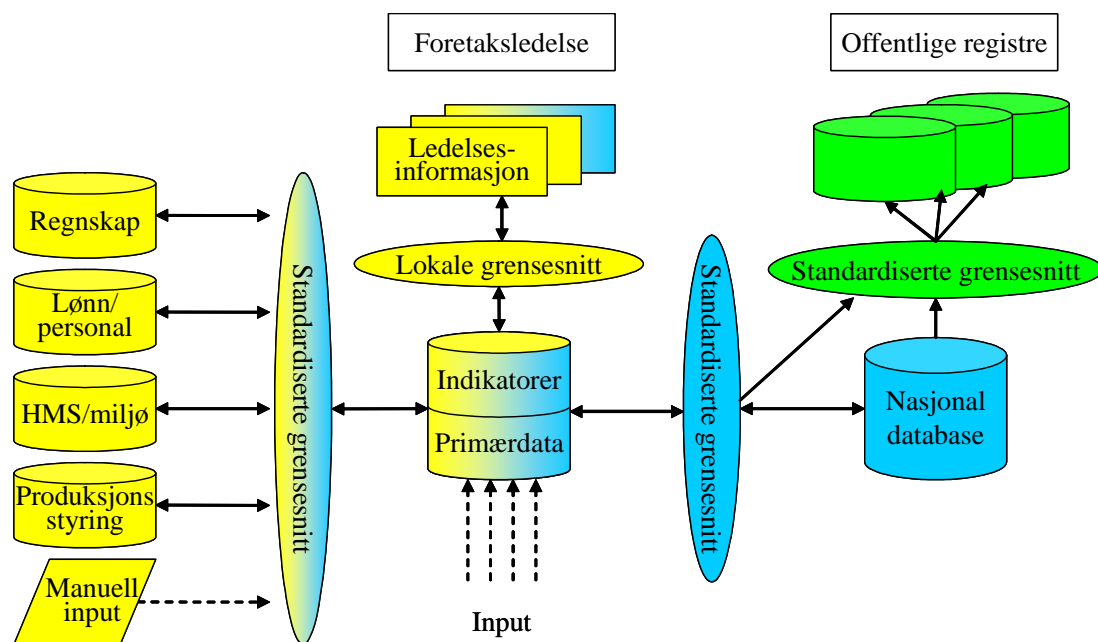 Foretaksledelse
Offentlige registre
Ledelses-
informasjon
Regnskap
Lønn/
personal
HMS/miljø
Produksjons
styring
Manuell
input
Standardiserte grensesnitt
Lokale grensesnitt
Indikatorer
Primærdata
Input
Standardiserte grensesnitt
Standardiserte grensesnitt
Nasjonal
database